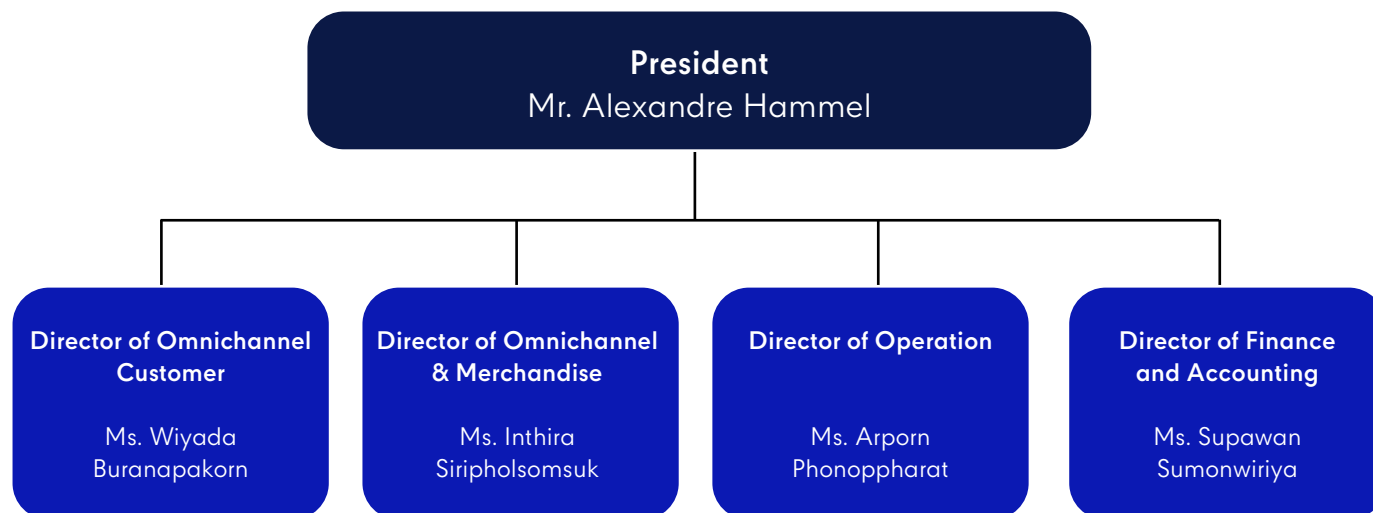 President
Mr. Alexandre Hammel
Director of Omnichannel
Customer
Ms. Wiyada
Buranapakorn
Director of Omnichannel
& Merchandise
Ms. Inthira
Siripholsomsuk
Director of Operation
Ms. Arporn
Phonoppharat
Director of Finance
and Accounting
Ms. Supawan
Sumonwiriya